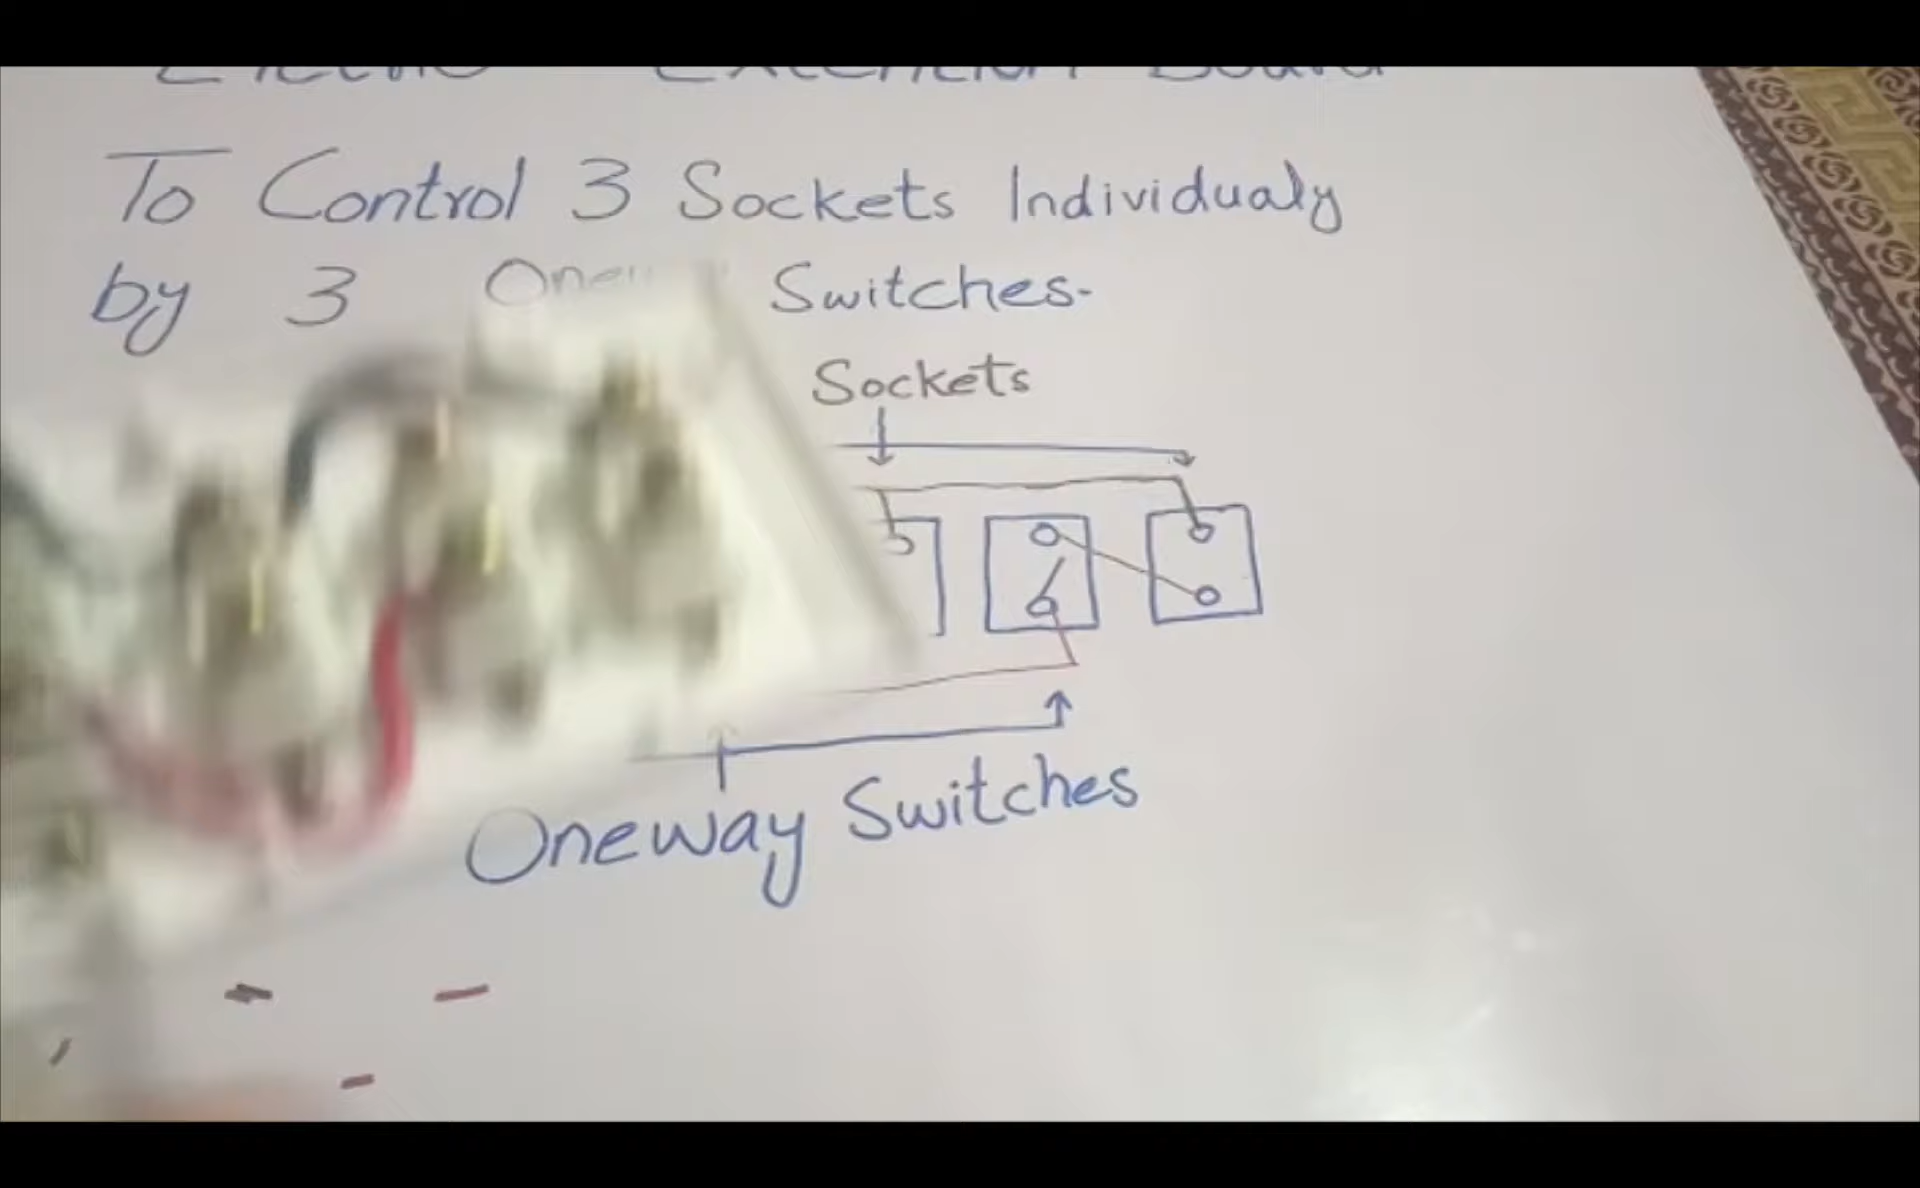 To Control 3 Sockets Individualy
by 3 Switches.
Sockets
Oneway Switches